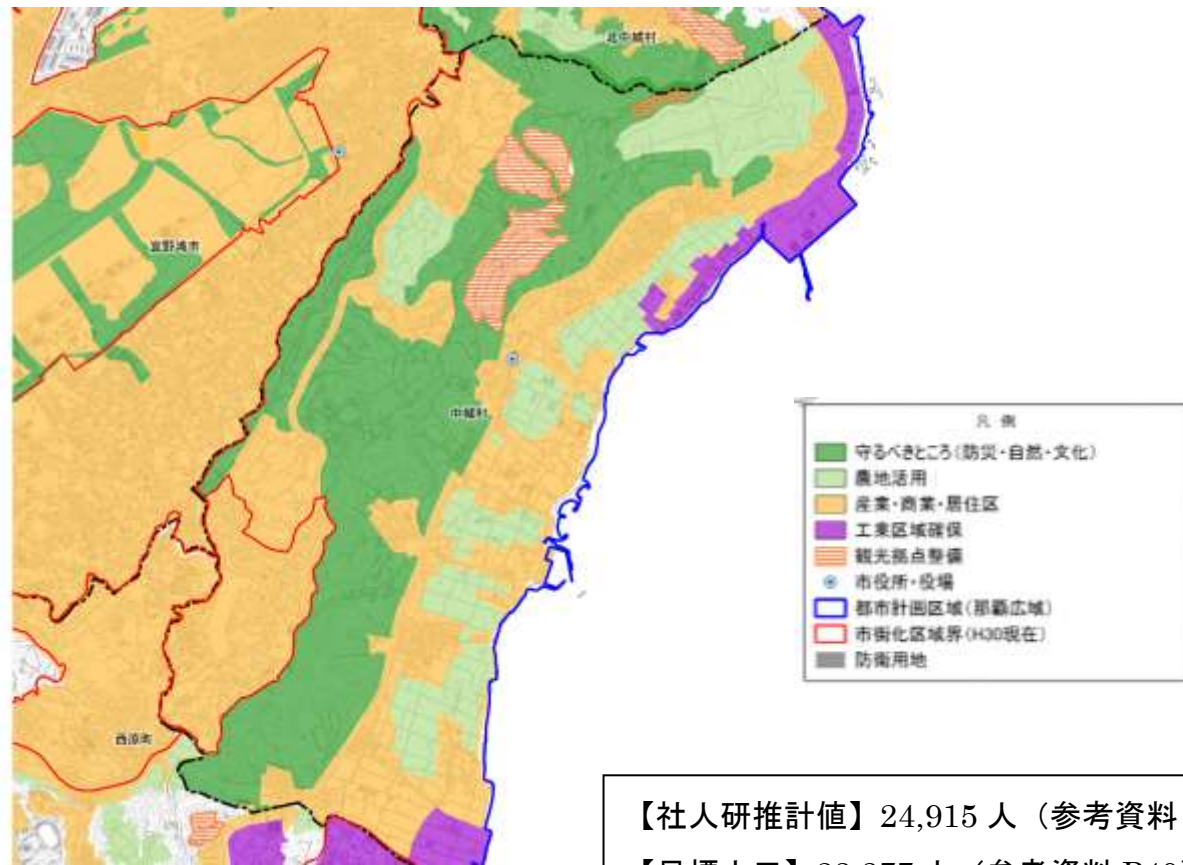 北中城村
宜野湾市
中城村
西原町
凡例
守るべきところ(防災・自然・文化)
農地活用
産業・商業・居住区
工業区域確保
観光拠点整備
市役所・役場
都市計画区域(那覇広域)
市街化区域界(H30現在)
防衛用地
【社人研推計値】24,915 人（参考資料